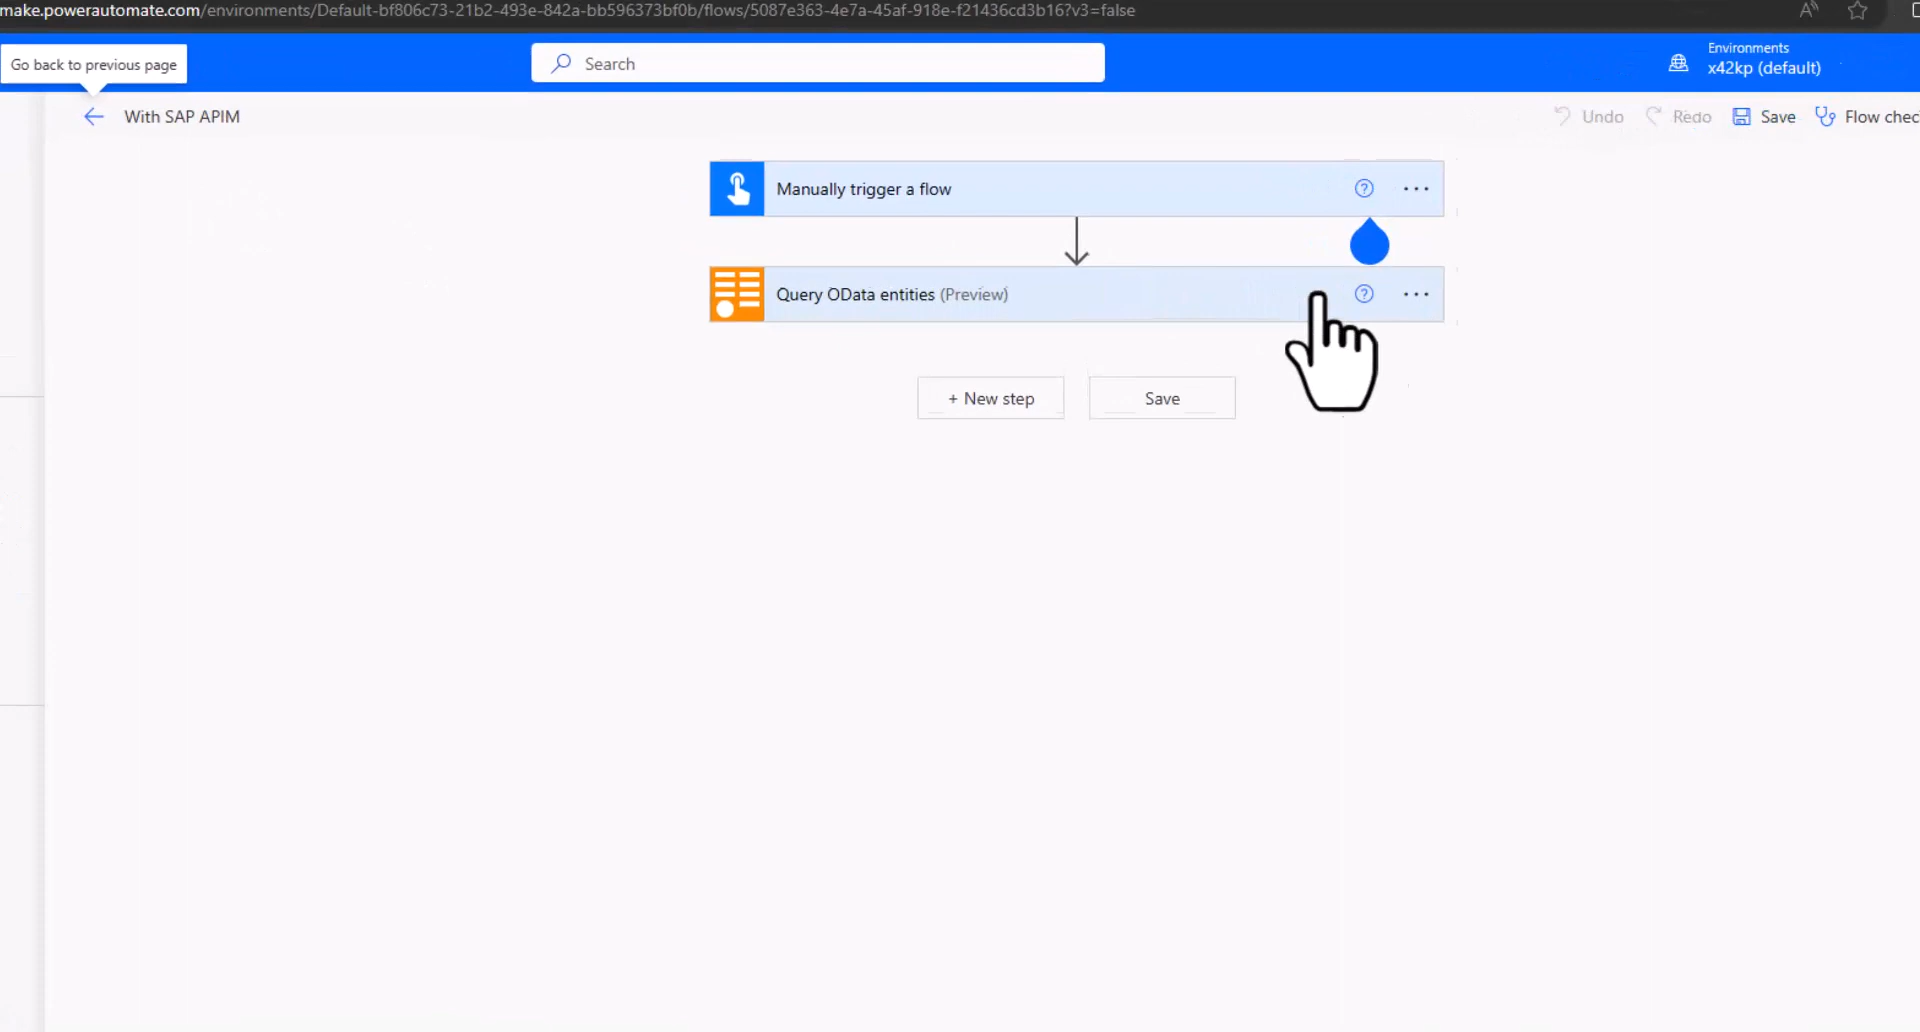 make.powerautomate.com/environments/Default-bf806c73-21b2-493e-842a-bb596373bf0b/flows/5087e363-4e7a-45af-918e-f21436cd3b16?v3=false
Go back to previous page
Search
Environments
x42kp (default)
With SAP APIM
Undo
Redo
Save
Flow chec
Manually trigger a flow
Query OData entities (Preview)
+ New step
Save